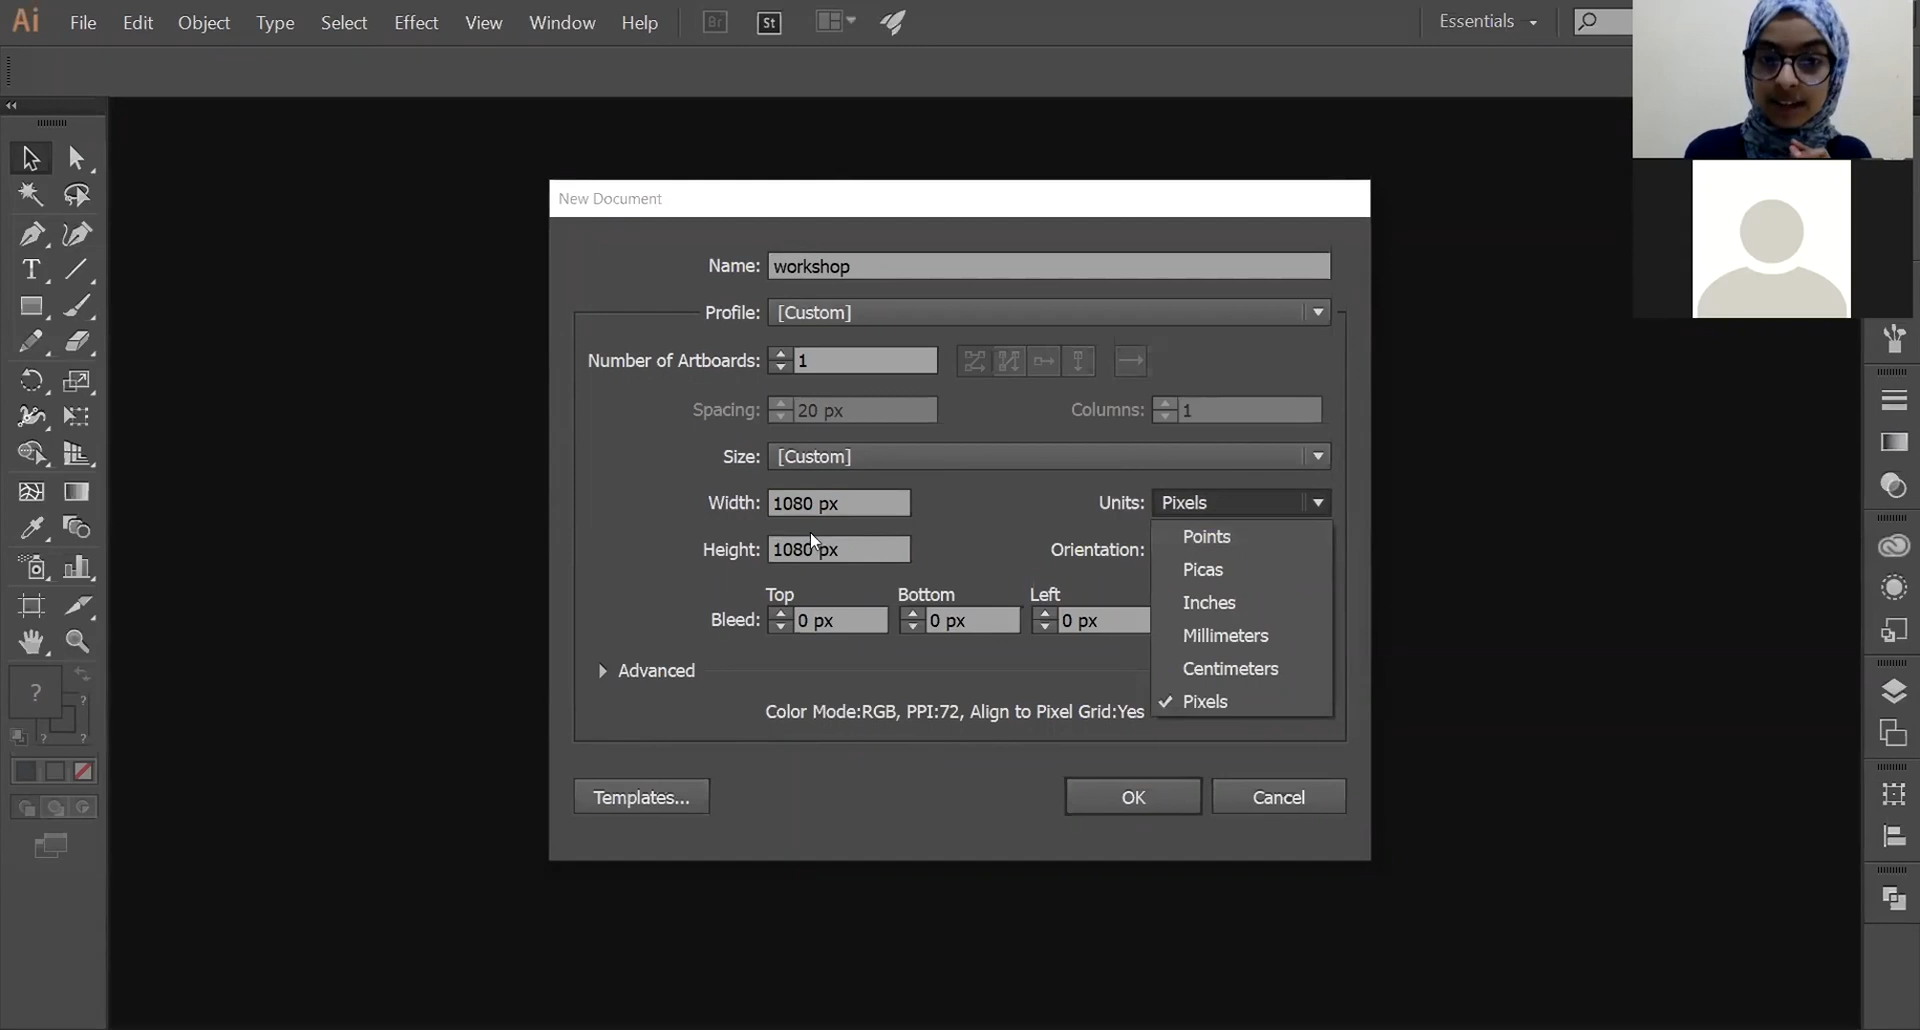 Ai File Edit Object Type Select Effect View Window Help Br St Essentials
New Document
Name: workshop
Profile: [Custom]
Number of Artboards: 1
Spacing: 20 px Columns: 1
Size: [Custom]
Width: 1080 px Units: Pixels
Height: 1080 px Orientation:
Points
Picas
Inches
Millimeters
Centimeters
Pixels
Top Bottom Left
Bleed: 0 px 0 px 0 px
Advanced
Color Mode:RGB, PPI:72, Align to Pixel Grid:Yes
Templates... OK Cancel
T
? ?
? ?